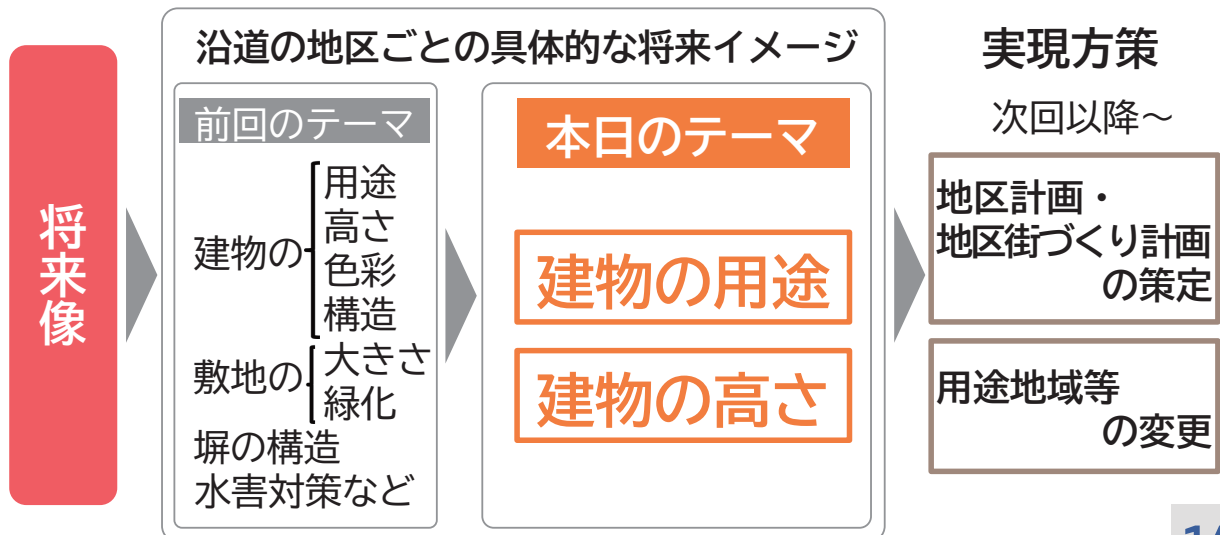 将来像
沿道の地区ごとの具体的な将来イメージ
前回のテーマ
建物の
用途
高さ
色彩
構造
敷地の
大きさ
緑化
塀の構造
水害対策など
本日のテーマ
建物の用途
建物の高さ
実現方策
次回以降~
地区計画・
地区街づくり計画
の策定
用途地域等
の変更